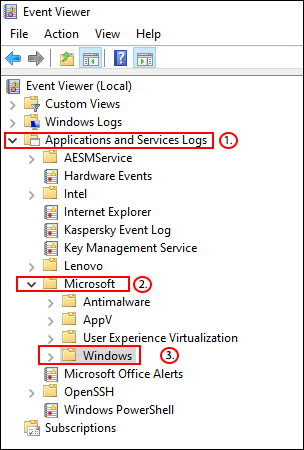 Event Viewer
File Action View Help
Event Viewer (Local)
Custom Views
Windows Logs
Applications and Services Logs 1.
AESMService
Hardware Events
Intel
Internet Explorer
Kaspersky Event Log
Key Management Service
Lenovo
Microsoft 2.
Antimalware
AppV
User Experience Virtualization
Windows 3.
Microsoft Office Alerts
OpenSSH
Windows PowerShell
Subscriptions